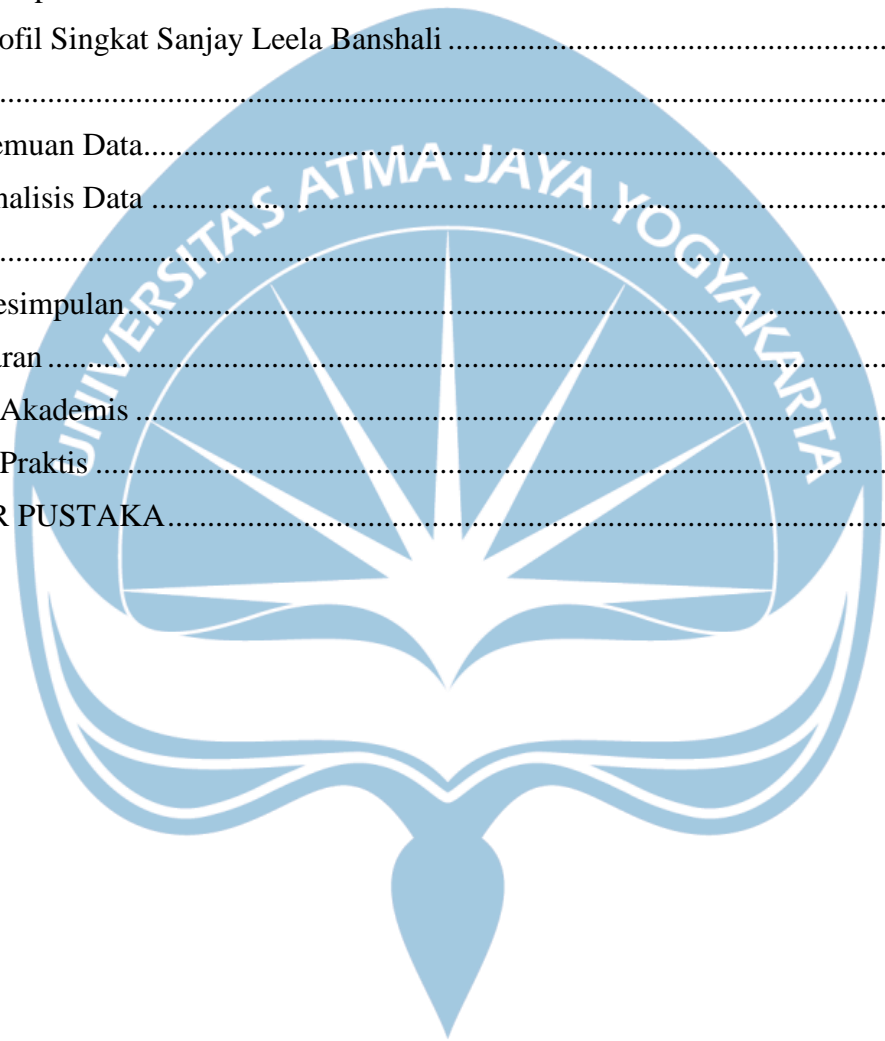 ofil Singkat Sanjay Leela Banshali ......................................................
................................................................................................................
emuan Data............................................................................................
nalisis Data ............................................................................................
................................................................................................................
esimpulan...............................................................................................
aran ........................................................................................................
Akademis ..............................................................................................
Praktis ...................................................................................................
R PUSTAKA..........................................................................................
UNIVERSITAS ATMA JAYA YOGYAKARTA